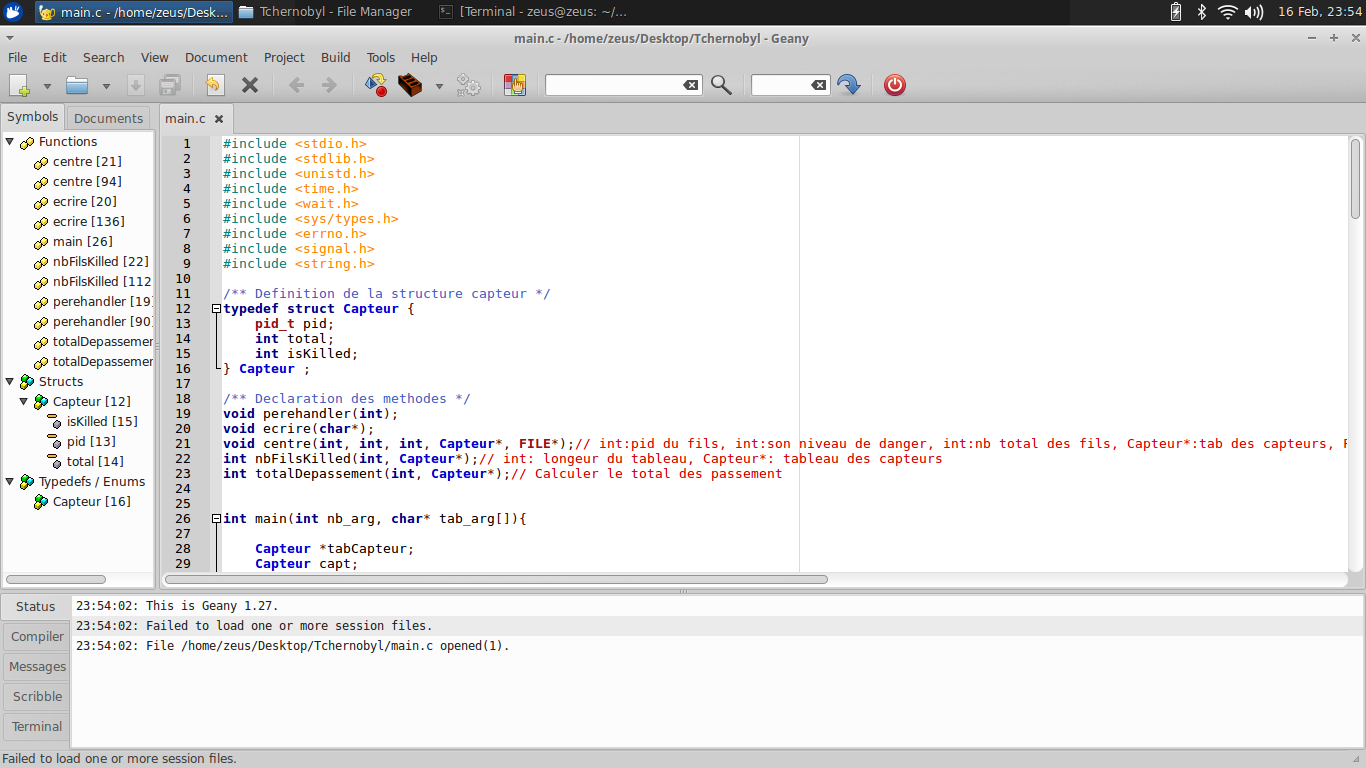 main.c - /home/zeus/Desk... Tchernobyl - File Manager [Terminal - zeus@zeus: ~/... 16 Feb, 23:54
main.c - /home/zeus/Desktop/Tchernobyl - Geany
File Edit Search View Document Project Build Tools Help
Symbols Documents
Functions
centre [21]
centre [94]
ecrire [20]
ecrire [136]
main [26]
nbFilsKilled [22]
nbFilsKilled [112
perehandler [19]
perehandler [90]
totalDepassemer
totalDepassemer
Structs
Capteur [12]
isKilled [15]
pid [13]
total [14]
Typedefs / Enums
Capteur [16]
main.c
1 #include <stdio.h>
2 #include <stdlib.h>
3 #include <unistd.h>
4 #include <time.h>
5 #include <wait.h>
6 #include <sys/types.h>
7 #include <errno.h>
8 #include <signal.h>
9 #include <string.h>
10
11 /** Definition de la structure capteur */
12 typedef struct Capteur {
13 pid_t pid;
14 int total;
15 int isKilled;
16 } Capteur ;
17
18 /** Declaration des methodes */
19 void perehandler(int);
20 void ecrire(char*);
21 void centre(int, int, int, Capteur*, FILE*);// int:pid du fils, int:son niveau de danger, int:nb total des fils, Capteur*:tab des capteurs, F
22 int nbFilsKilled(int, Capteur*);// int: longeur du tableau, Capteur*: tableau des capteurs
23 int totalDepassement(int, Capteur*);// Calculer le total des passement
24
25
26 int main(int nb_arg, char* tab_arg[]){
27
28 Capteur *tabCapteur;
29 Capteur capt;
Status
Compiler
Messages
Scribble
Terminal
23:54:02: This is Geany 1.27.
23:54:02: Failed to load one or more session files.
23:54:02: File /home/zeus/Desktop/Tchernobyl/main.c opened(1).
Failed to load one or more session files.